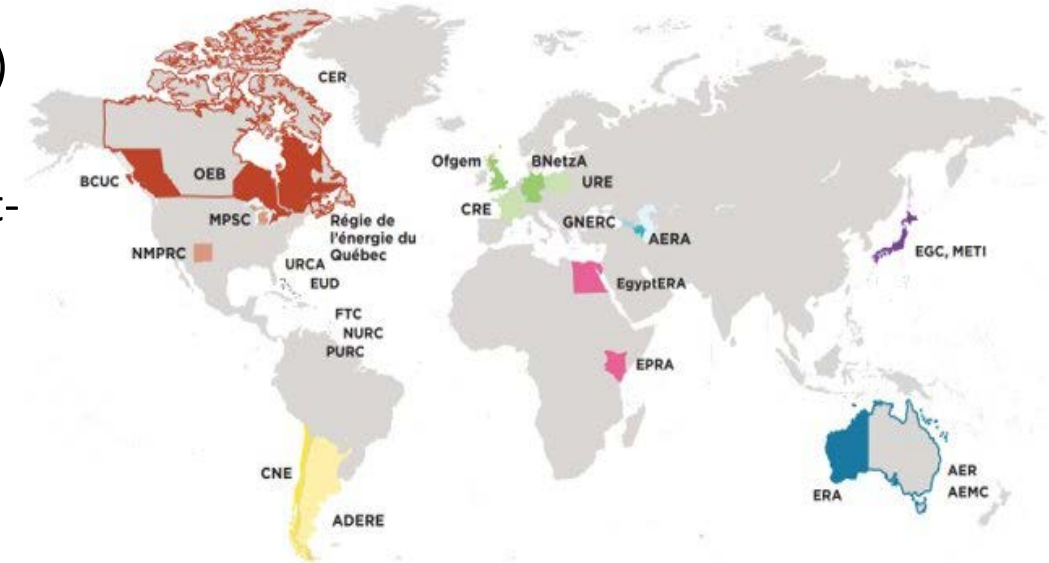 )
t-
CER
BCUC
OEB
MPSC
Régie de
l'énergie du
Québec
NMPRC
URCA
EUD
FTC
NURC
PURC
CNE
ADERE
Ofgem
BNetzA
URE
CRE
GNERC
AERA
EgyptERA
EPRA
EGC, METI
ERA
AER
AEMC